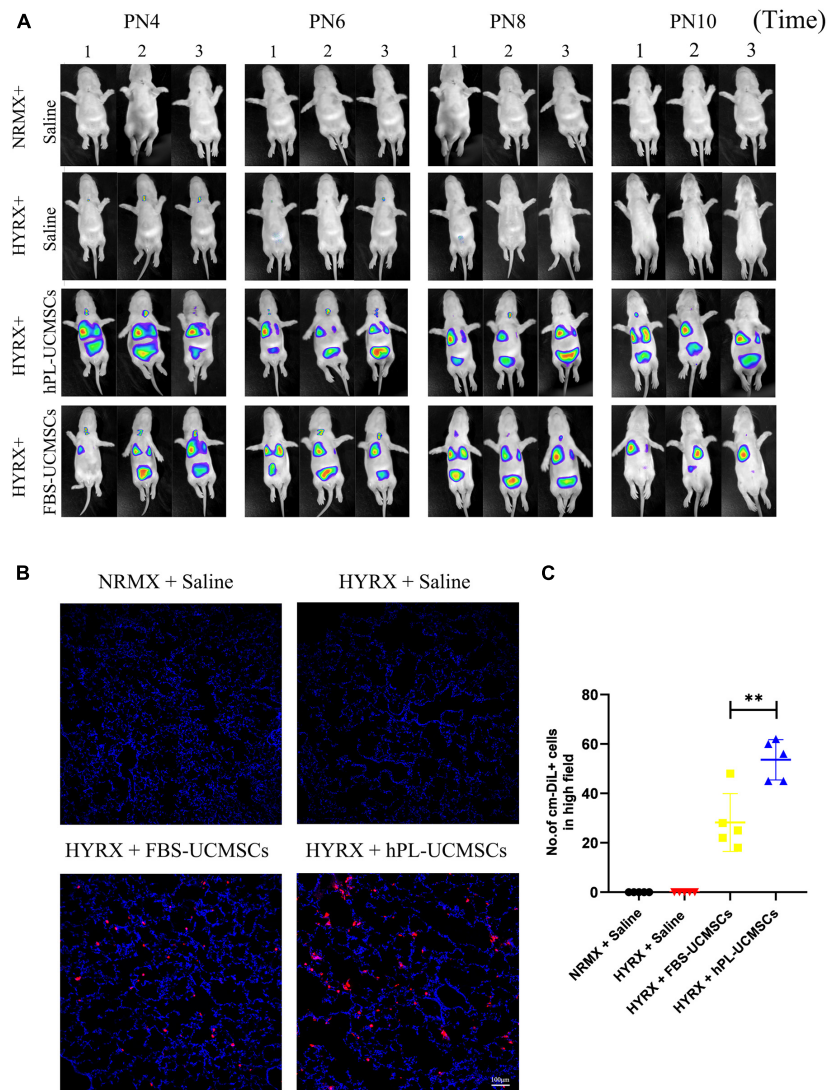 A
PN4 PN6 PN8 PN10 (Time)
1 2 3 1 2 3 1 2 3 1 2 3
NRMX+
Saline
HYRX+
Saline
HYRX+
hPL-UCMSCs
HYRX+
FBS-UCMSCs
B
NRMX + Saline HYRX + Saline
HYRX + FBS-UCMSCs HYRX + hPL-UCMSCs
100μm
C
No.of cm-DiL+ cells
in high field
80
60
40
20
0
**
NRMX + Saline
HYRX + Saline
HYRX + FBS-UCMSCs
HYRX + hPL-UCMSCs